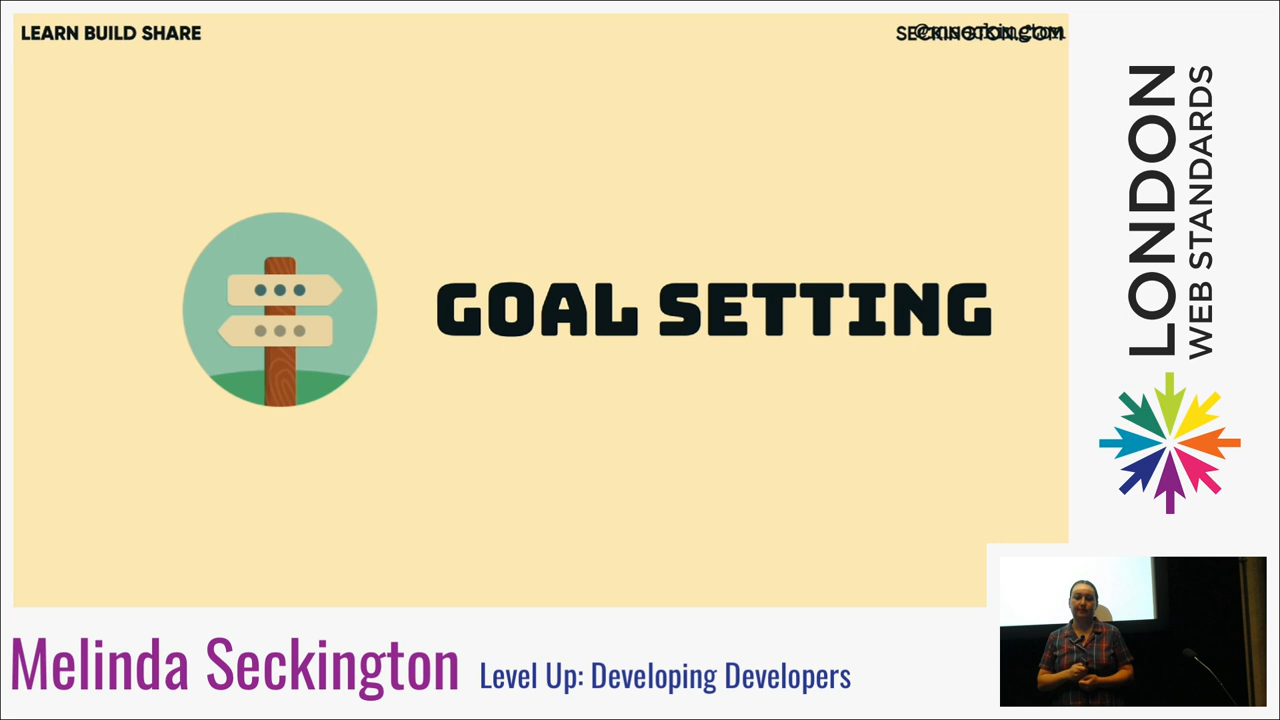 LEARN BUILD SHARE
GOAL SETTING
LONDON
WEB STANDARDS
Melinda Seckington Level Up: Developing Developers